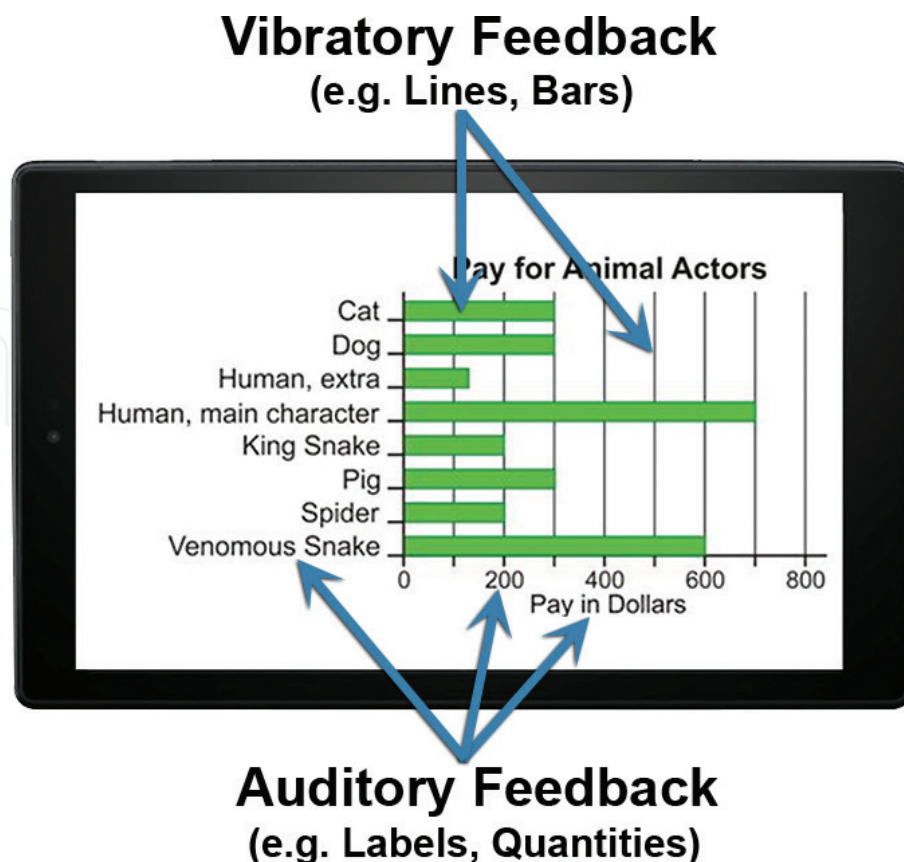 Vibratory Feedback
(e.g. Lines, Bars)
Pay for Animal Actors
Cat
Dog
Human, extra
Human, main character
King Snake
Pig
Spider
Venomous Snake
0 200 400 600 800
Pay in Dollars
Auditory Feedback
(e.g. Labels, Quantities)